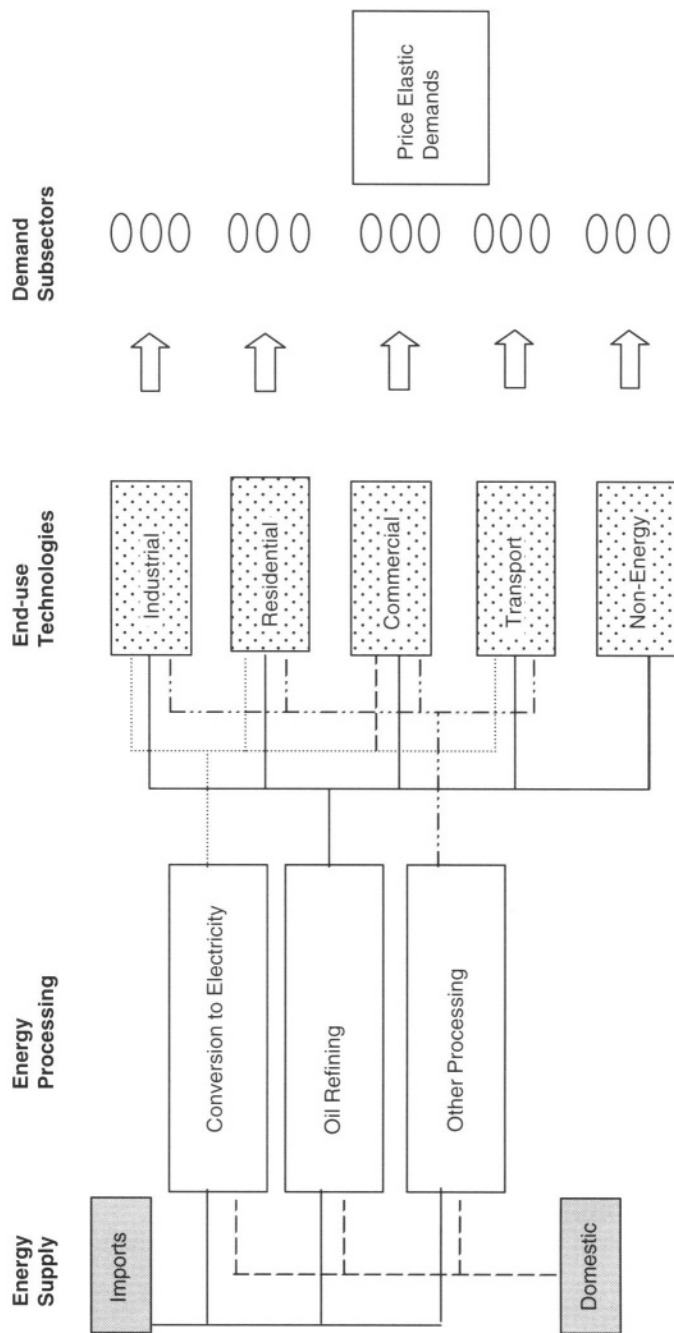 Energy
Supply
Energy
Processing
End-use
Technologies
Demand
Subsectors
Imports
Domestic
Conversion to Electricity
Oil Refining
Other Processing
Industrial
Residential
Commercial
Transport
Non-Energy
Price Elastic
Demands